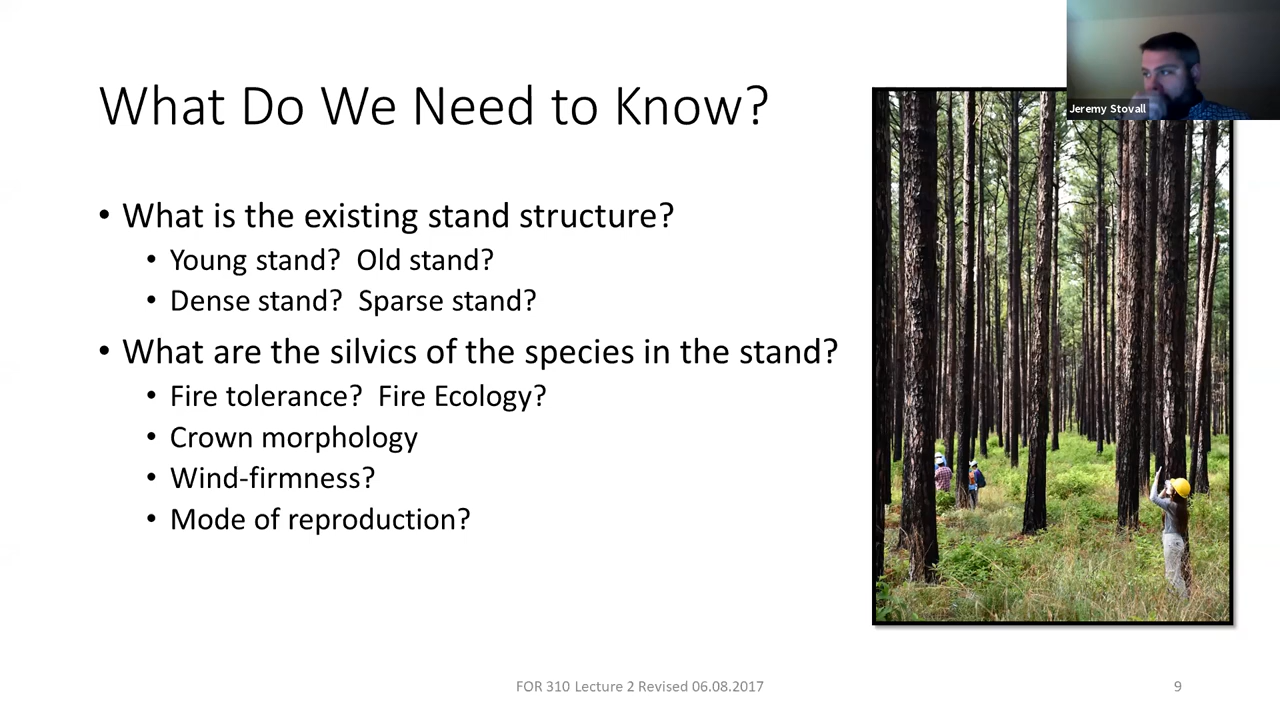 What Do We Need to Know?
Jeremy Stovall
• What is the existing stand structure?
• Young stand?  Old stand?
• Dense stand?  Sparse stand?
• What are the silvics of the species in the stand?
• Fire tolerance?  Fire Ecology?
• Crown morphology
• Wind-firmness?
• Mode of reproduction?
FOR 310 Lecture 2 Revised 06.08.2017
9